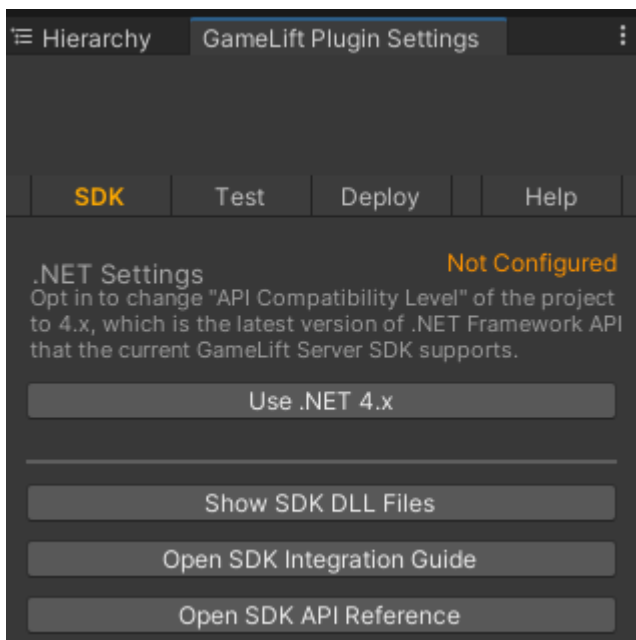 Hierarchy
GameLift Plugin Settings
SDK
Test
Deploy
Help
.NET Settings
Not Configured
Opt in to change "API Compatibility Level" of the project
to 4.x, which is the latest version of .NET Framework API
that the current GameLift Server SDK supports.
Use .NET 4.x
Show SDK DLL Files
Open SDK Integration Guide
Open SDK API Reference